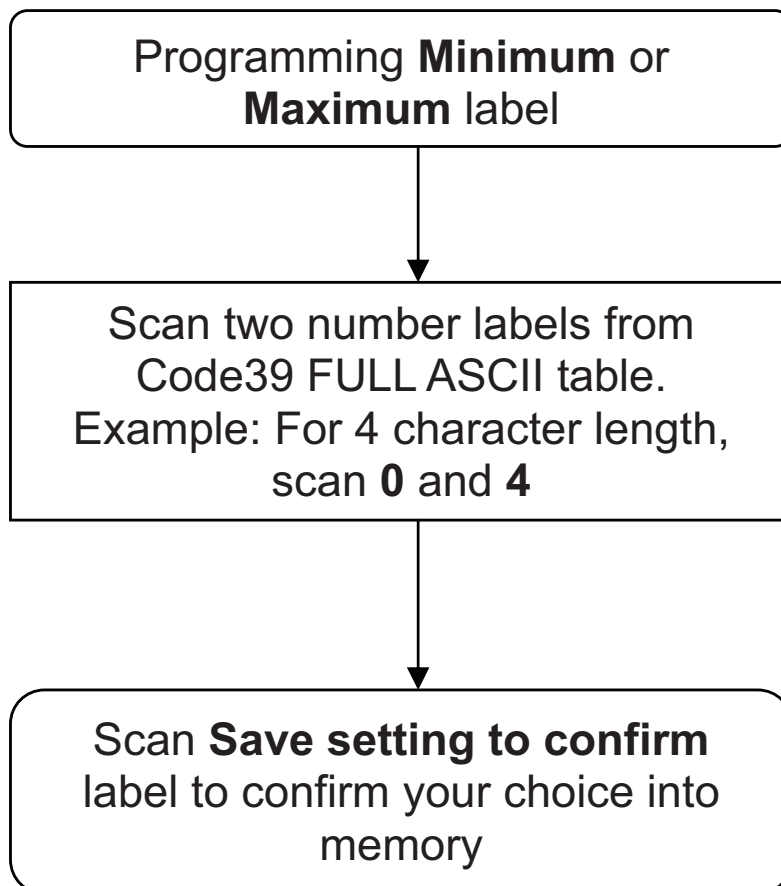 Programming Minimum or
Maximum label
Scan two number labels from
Code39 FULL ASCII table.
Example: For 4 character length,
scan 0 and 4
Scan Save setting to confirm
label to confirm your choice into
memory